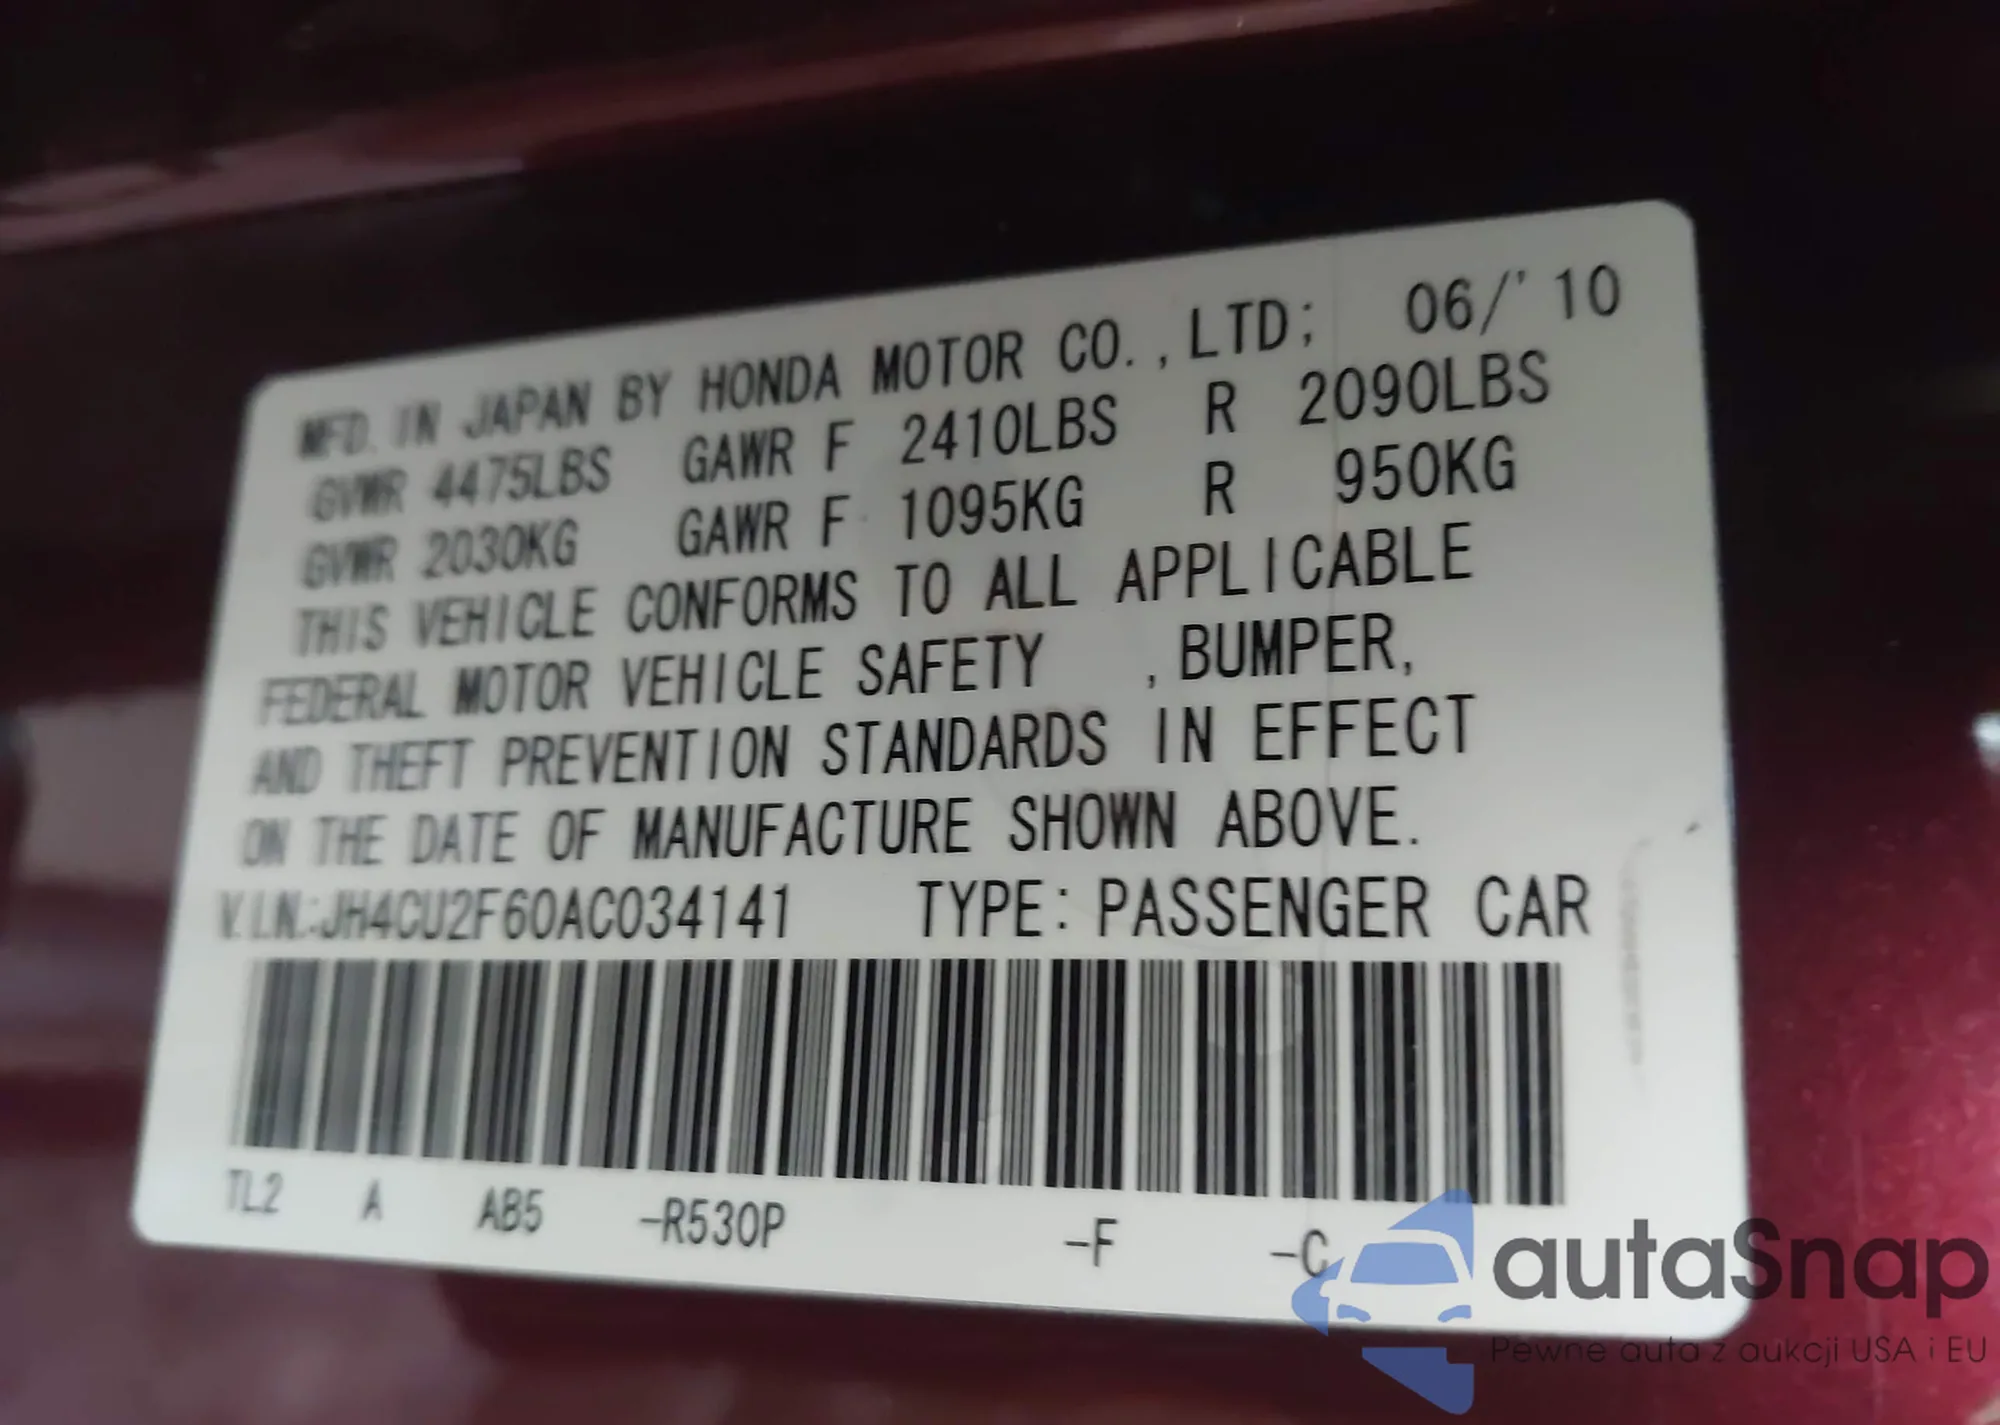 MFD. IN JAPAN BY HONDA MOTOR CO., LTD; 06/'10
GVWR 4475LBS GAWR F 2410LBS R 2090LBS
GVWR 2030KG GAWR F 1095KG R 950KG
THIS VEHICLE CONFORMS TO ALL APPLICABLE
FEDERAL MOTOR VEHICLE SAFETY , BUMPER,
AND THEFT PREVENTION STANDARDS IN EFFECT
ON THE DATE OF MANUFACTURE SHOWN ABOVE.
V.I.N.:JH4CU2F60AC034141 TYPE: PASSENGER CAR
TL2 A AB5 -R530P -F -C
autaSnap
Pewne auta z aukcji USA i EU